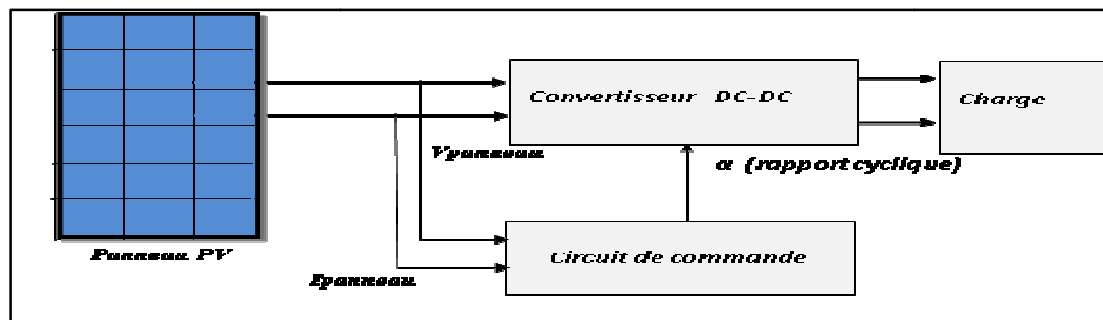 Convertisseur DC-DC
Charge
Vpanneau
α (rapport cyclique)
Panneau PV
Ipanneau
Circuit de commande